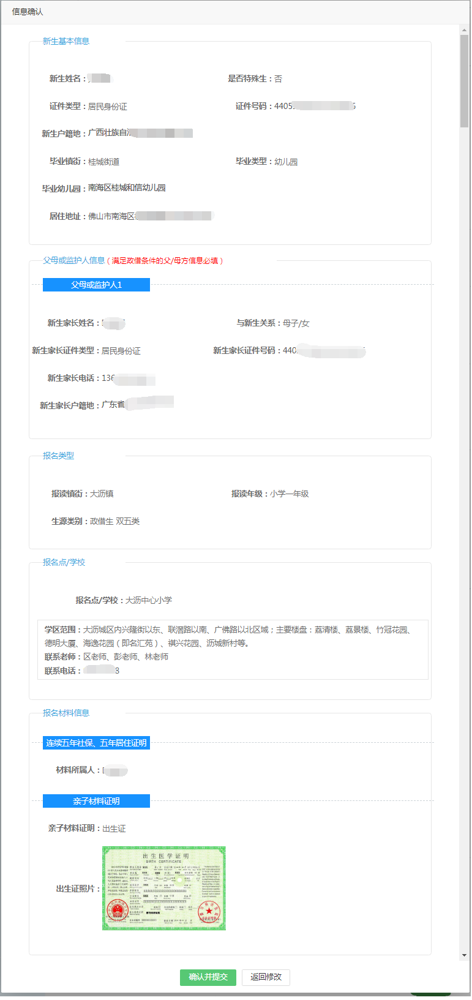 信息确认
新生基本信息
新生姓名：
是否特殊生：否
证件类型：居民身份证
证件号码：4405
新生户籍地：广西壮族自治
毕业镇街：桂城街道
毕业类型：幼儿园
毕业幼儿园：南海区桂城和信幼儿园
居住地址：佛山市南海区
父母或监护人信息（满足政借条件的父/母方信息必填）
父母或监护人1
新生家长姓名：
与新生关系：母子/女
新生家长证件类型：居民身份证
新生家长证件号码：440
新生家长电话：136
新生家长户籍地：广东省
报名类型
报读镇街：大沥镇
报读年级：小学一年级
生源类别：政借生 双五类
报名点/学校
报名点/学校：大沥中心小学
学区范围：大沥城区内兴隆街以东、联滘路以南、广佛路以北区域；主要楼盘：荔清楼、荔景楼、竹冠花园、
德明大厦、海逸花园（即名汇苑）、祺兴花园、沥城新村等。
联系老师：区老师、彭老师、林老师
联系电话：8
报名材料信息
连续五年社保、五年居住证明
材料所属人：
亲子材料证明
亲子材料证明：出生证
出生证照片：
出生医学证明
BIRTH CERTIFICATE
确认并提交
返回修改